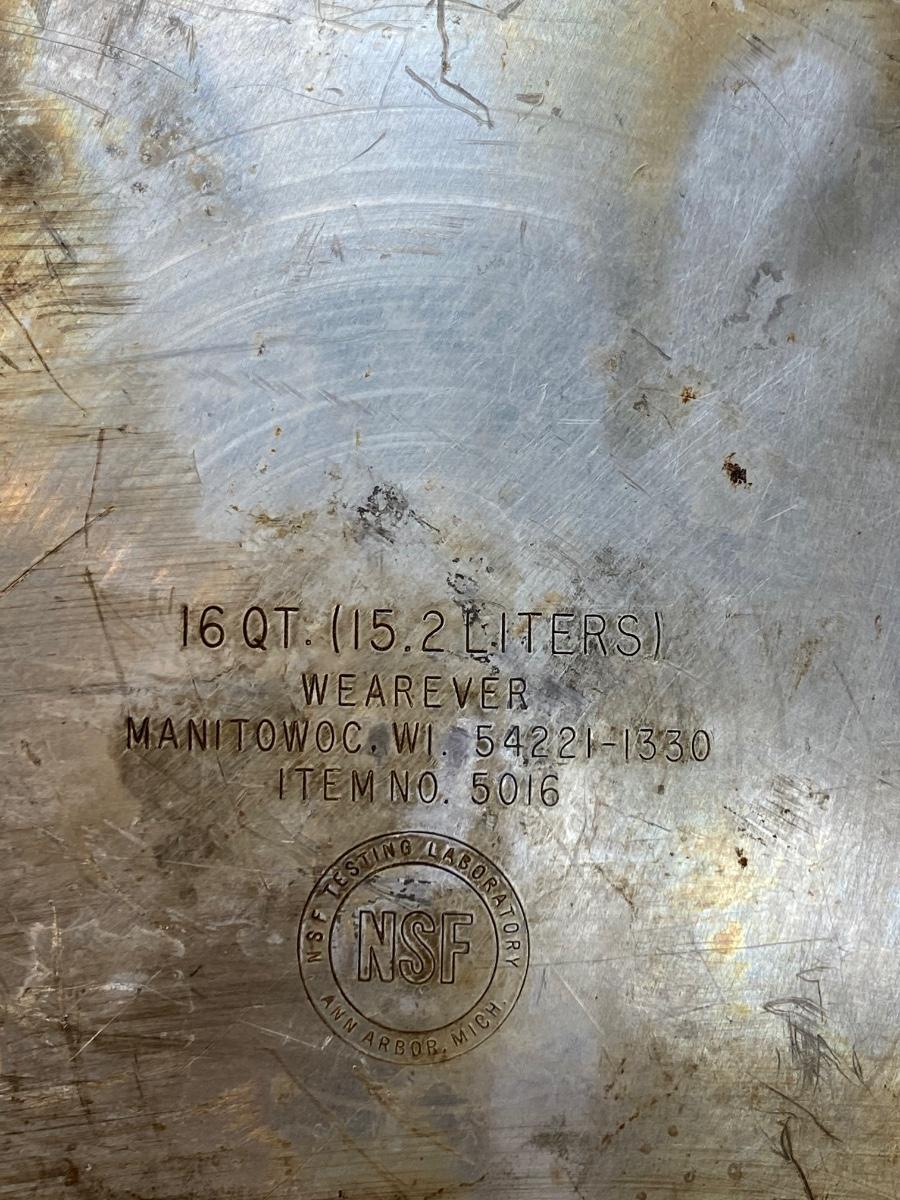 16 QT. (15.2 LITERS)
WEAREVER
MANITOWOC, WI. 54221-1330
ITEM NO. 5016
NSF TESTING LABORATORY
NSF
ANN ARBOR, MICH.